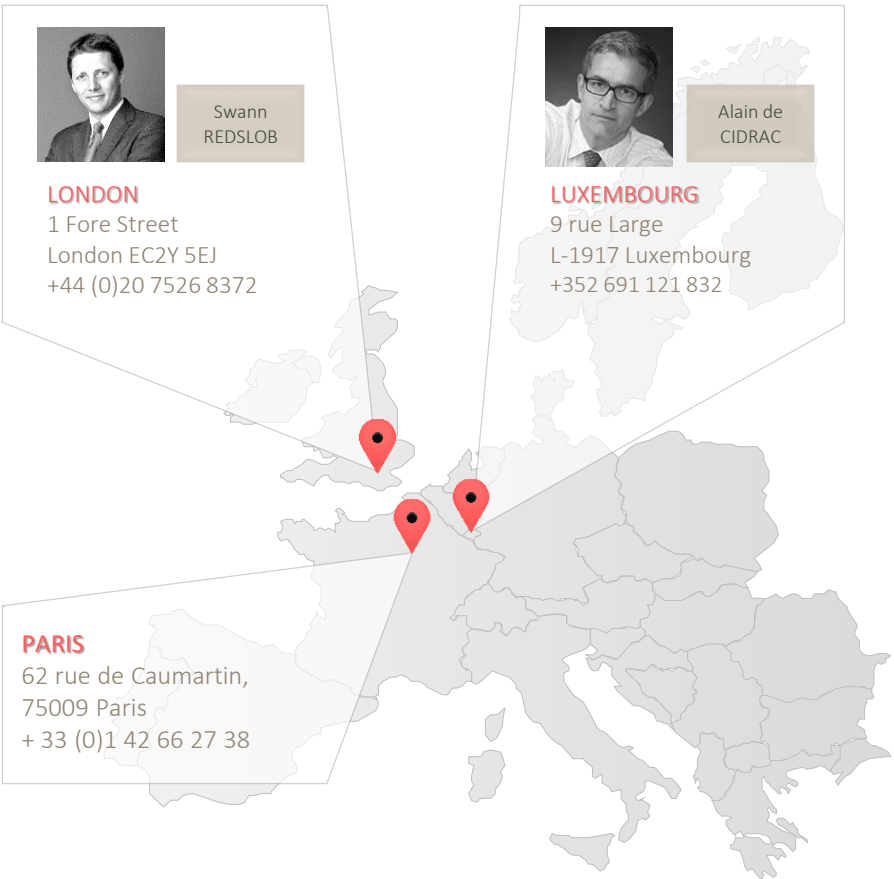 Swann
REDSLOB
LONDON
1 Fore Street
London EC2Y 5EJ
+44 (0)20 7526 8372
Alain de
CIDRAC
LUXEMBOURG
9 rue Large
L-1917 Luxembourg
+352 691 121 832
PARIS
62 rue de Caumartin,
75009 Paris
+ 33 (0)1 42 66 27 38